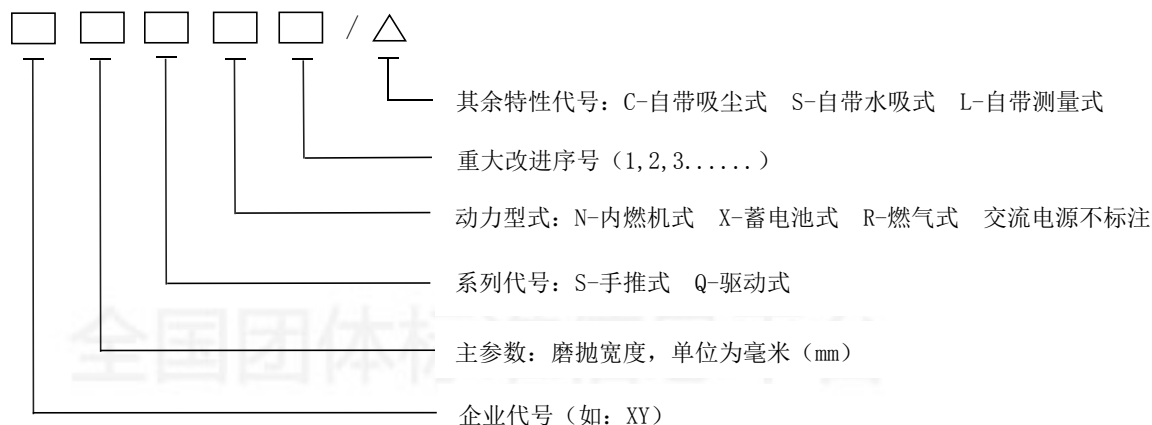 /
其余特性代号：C-自带吸尘式 S-自带水吸式 L-自带测量式
重大改进序号（1,2,3......）
动力型式：N-内燃机式 X-蓄电池式 R-燃气式 交流电源不标注
系列代号：S-手推式 Q-驱动式
主参数：磨抛宽度，单位为毫米（mm）
企业代号（如：XY）